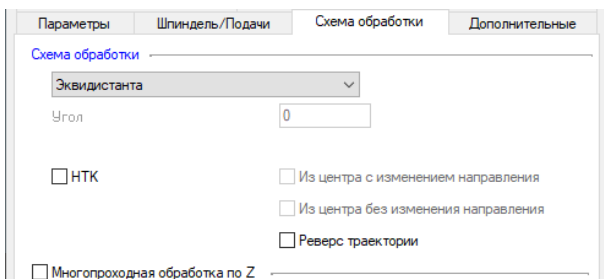 Параметры Шпиндель/Подачи Схема обработки Дополнительные
Схема обработки
Эквидистанта
Угол 0
НТК Из центра с изменением направления
Из центра без изменения направления
Реверс траектории
Многопроходная обработка по Z